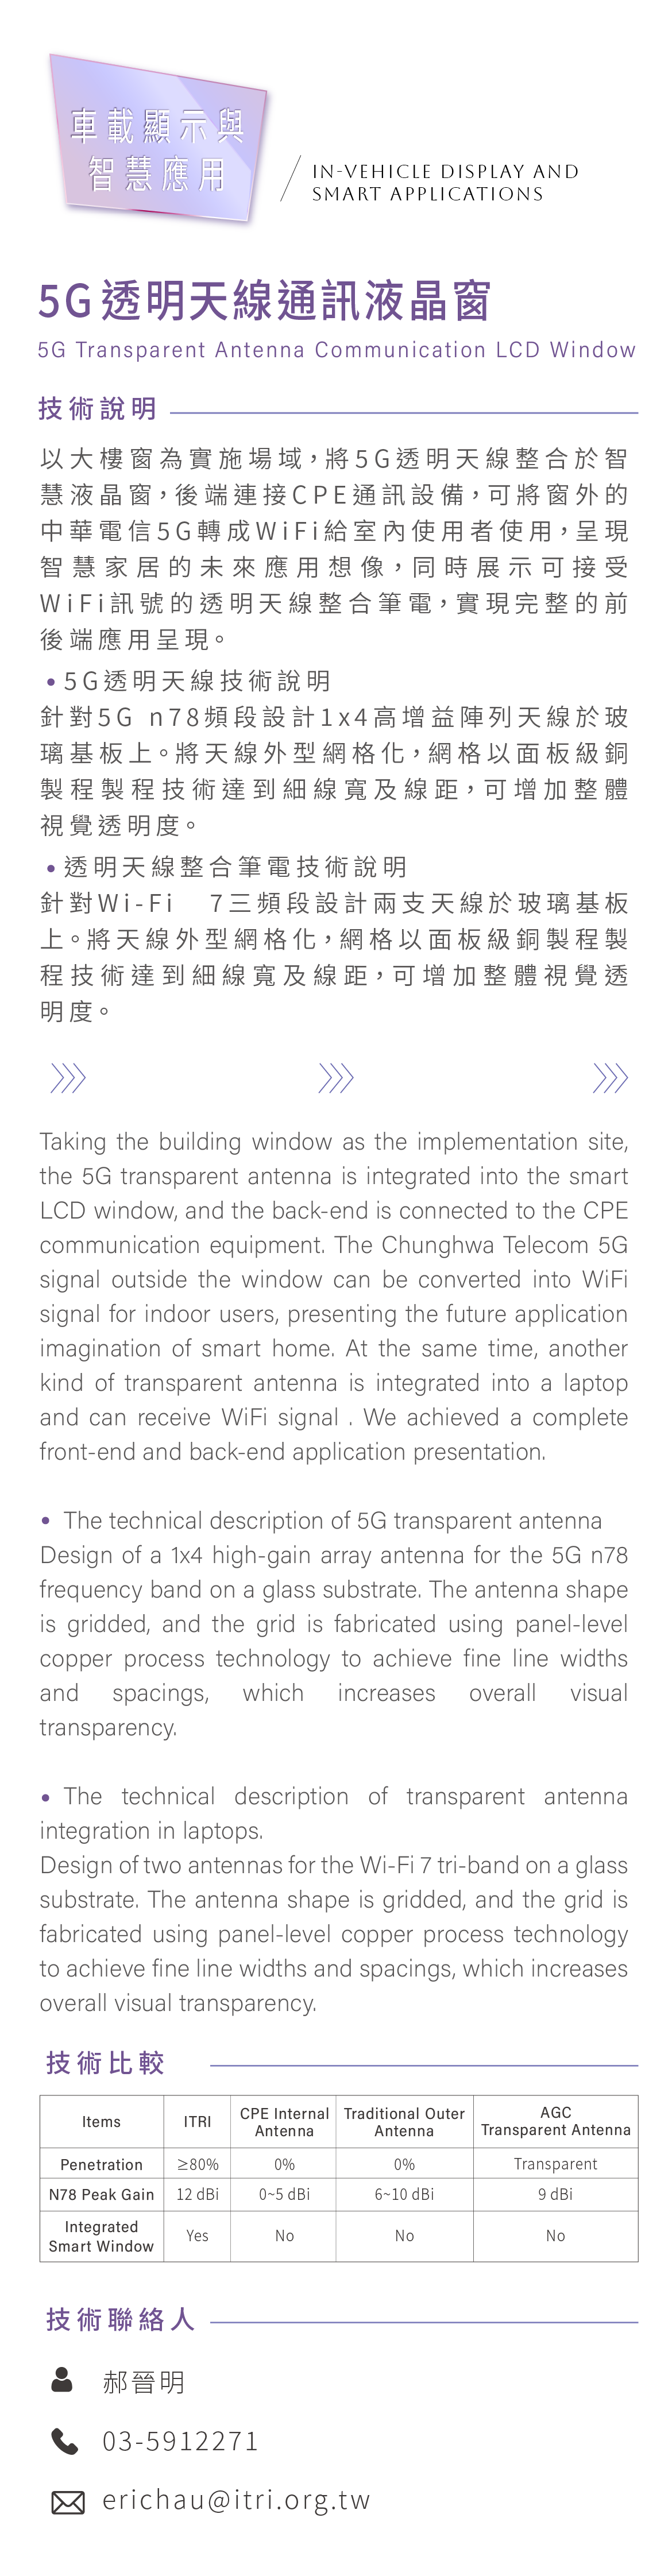 車載顯示與
智慧應用
IN-VEHICLE DISPLAY AND
SMART APPLICATIONS
5G透明天線通訊液晶窗
5G Transparent Antenna Communication LCD Window
技術說明
以大樓窗為實施場域，將5G透明天線整合於智
慧液晶窗，後端連接CPE通訊設備，可將窗外的
中華電信5G轉成WiFi給室內使用者使用，呈現
智慧家居的未來應用想像，同時展示可接受
WiFi訊號的透明天線整合筆電，實現完整的前
後端應用呈現。
•5G透明天線技術說明
針對5G n78頻段設計1x4高增益陣列天線於玻
璃基板上。將天線外型網格化，網格以面板級銅
製程製程技術達到細線寬及線距，可增加整體
視覺透明度。
•透明天線整合筆電技術說明
針對Wi-Fi 7三頻段設計兩支天線於玻璃基板
上。將天線外型網格化，網格以面板級銅製程製
程技術達到細線寬及線距，可增加整體視覺透
明度。
Taking the building window as the implementation site,
the 5G transparent antenna is integrated into the smart
LCD window, and the back-end is connected to the CPE
communication equipment. The Chunghwa Telecom 5G
signal outside the window can be converted into WiFi
signal for indoor users, presenting the future application
imagination of smart home. At the same time, another
kind of transparent antenna is integrated into a laptop
and can receive WiFi signal . We achieved a complete
front-end and back-end application presentation.
• The technical description of 5G transparent antenna
Design of a 1x4 high-gain array antenna for the 5G n78
frequency band on a glass substrate. The antenna shape
is gridded, and the grid is fabricated using panel-level
copper process technology to achieve fine line widths
and spacings, which increases overall visual
transparency.
• The technical description of transparent antenna
integration in laptops.
Design of two antennas for the Wi-Fi 7 tri-band on a glass
substrate. The antenna shape is gridded, and the grid is
fabricated using panel-level copper process technology
to achieve fine line widths and spacings, which increases
overall visual transparency.
技術比較
Items ITRI CPE Internal Antenna Traditional Outer Antenna AGC Transparent Antenna
Penetration ≥80% 0% 0% Transparent
N78 Peak Gain 12 dBi 0~5 dBi 6~10 dBi 9 dBi
Integrated Smart Window Yes No No No
技術聯絡人
郝晉明
03-5912271
erichau@itri.org.tw